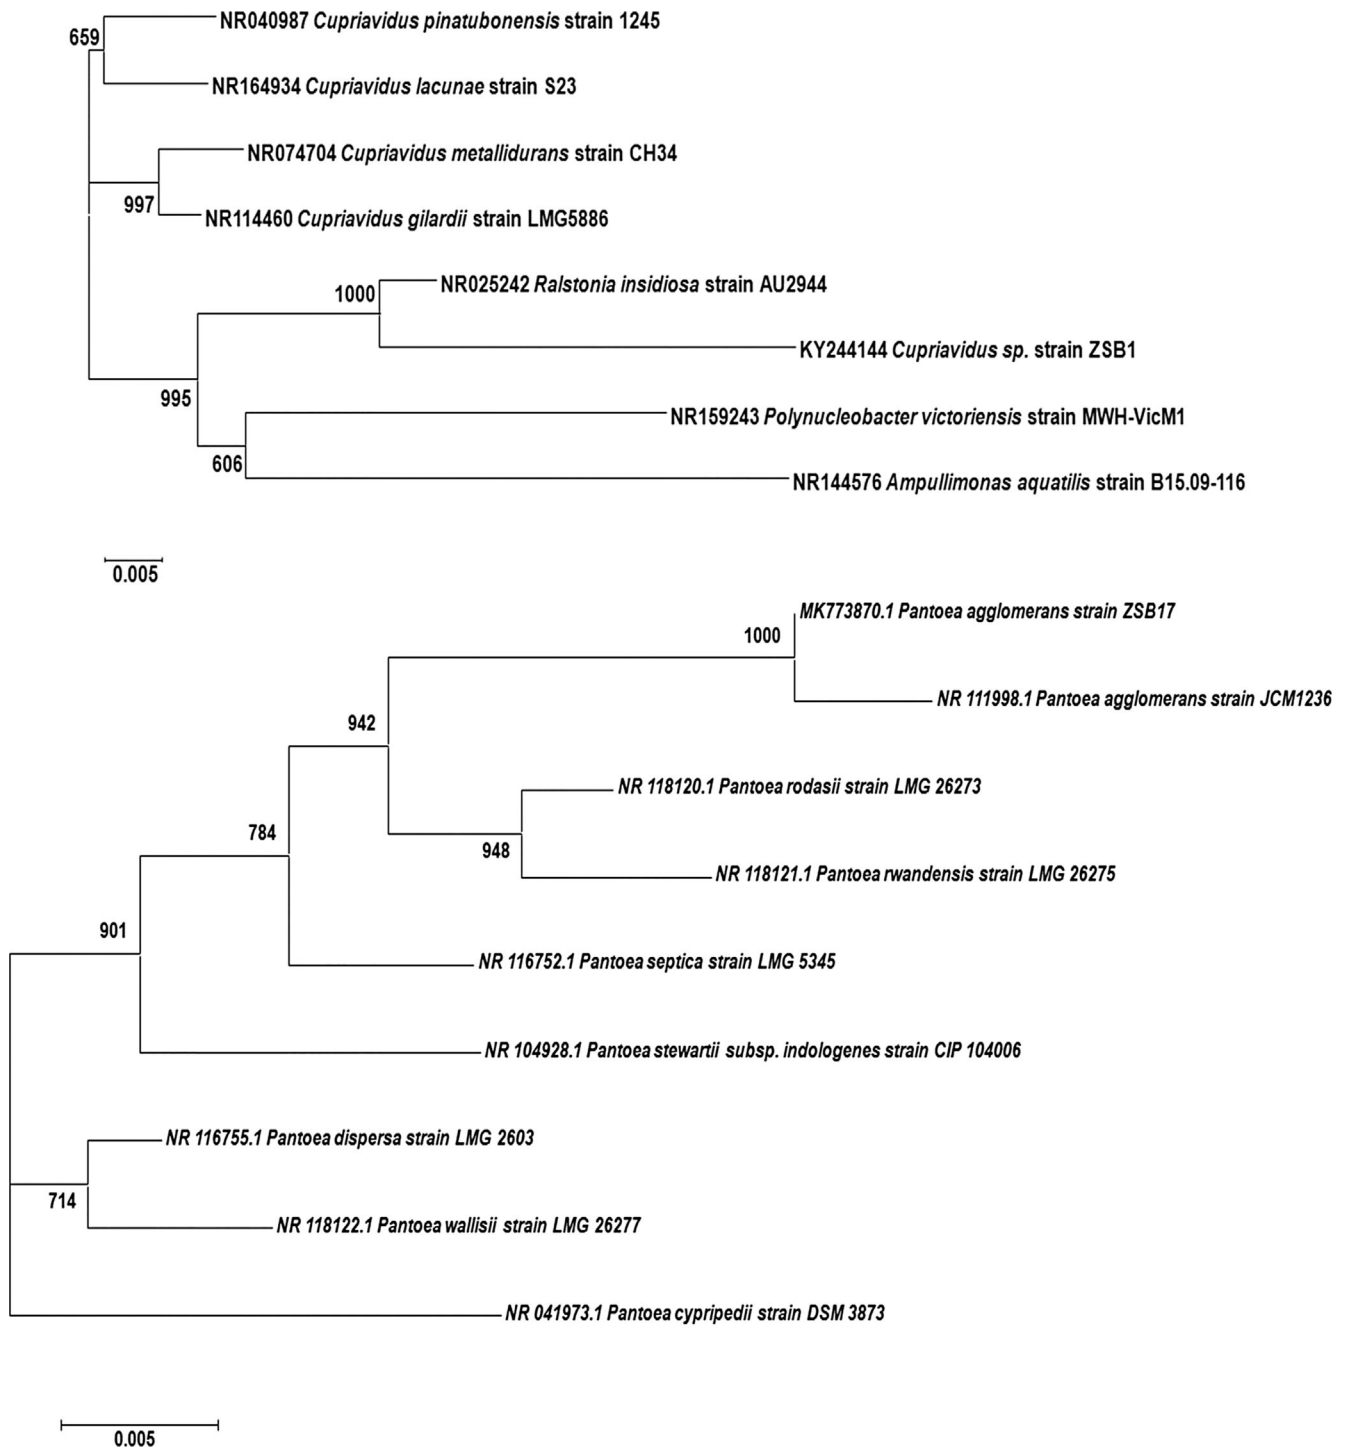 NR040987 Cupriavidus pinatubonensis strain 1245
659
NR164934 Cupriavidus lacunae strain S23
NR074704 Cupriavidus metallidurans strain CH34
997
NR114460 Cupriavidus gilardii strain LMG5886
NR025242 Ralstonia insidiosa strain AU2944
1000
KY244144 Cupriavidus sp. strain ZSB1
995
NR159243 Polynucleobacter victoriensis strain MWH-VicM1
606
NR144576 Ampullimonas aquatilis strain B15.09-116
0.005
MK773870.1 Pantoea agglomerans strain ZSB17
1000
NR 111998.1 Pantoea agglomerans strain JCM1236
942
NR 118120.1 Pantoea rodasii strain LMG 26273
784
948
NR 118121.1 Pantoea rwandensis strain LMG 26275
901
NR 116752.1 Pantoea septica strain LMG 5345
NR 104928.1 Pantoea stewartii subsp. indologenes strain CIP 104006
NR 116755.1 Pantoea dispersa strain LMG 2603
714
NR 118122.1 Pantoea wallisii strain LMG 26277
NR 041973.1 Pantoea cypripedii strain DSM 3873
0.005